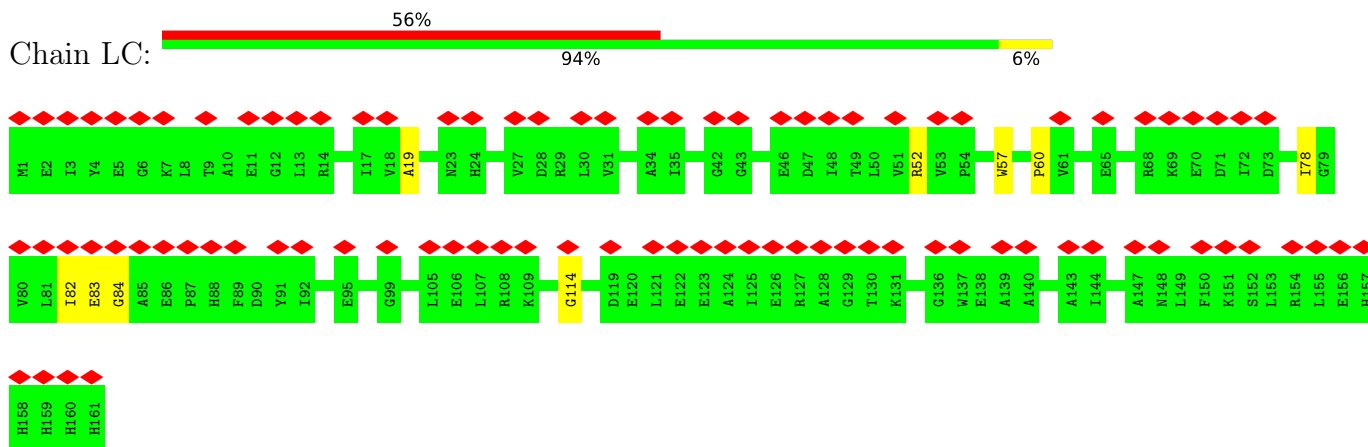 56%
Chain LC:
94% 6%
M1 E2 I3 Y4 E5 G6 K7 L8 T9 A10 E11 G12 L13 R14 I17 V18 A19 N23 H24 V27 D28 R29 L30 V31 A34 I35 G42 G43 E46 D47 I48 T49 L50 V51 R52 V53 P54 W57 P60 V61 E65 R68 K69 E70 D71 I72 D73 I78 G79
V80 L81 I82 E83 G84 A85 E86 P87 H88 F89 D90 Y91 I92 E95 G99 L105 E106 L107 R108 K109 G114 D119 E120 L121 E122 E123 A124 I125 E126 R127 A128 G129 T130 K131 G136 W137 E138 A139 A140 A143 I144 A147 N148 L149 F150 K151 S152 L153 R154 L155 E156 H157
H158 H159 H160 H161